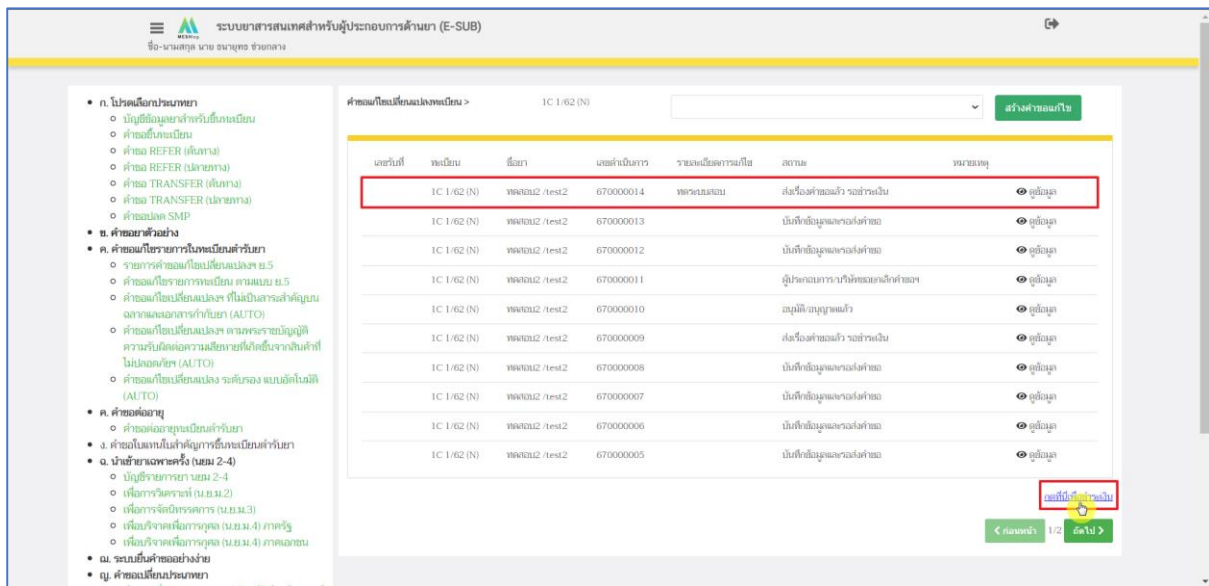 ระบบยาสารสนเทศสำหรับผู้ประกอบการด้านยา (E-SUB)
ชื่อ-นามสกุล นาย ธนายุทธ ช่วยกลาง
• ก. โปรดเลือกประเภทยา
บัญชีข้อมูลยาสำหรับขึ้นทะเบียน
คำขอขึ้นทะเบียน
คำขอ REFER (ต้นทาง)
คำขอ REFER (ปลายทาง)
คำขอ TRANSFER (ต้นทาง)
คำขอ TRANSFER (ปลายทาง)
คำขอปลด SMP
• ข. คำขอยาตัวอย่าง
• ค. คำขอแก้ไขรายการในทะเบียนตำรับยา
รายการคำขอแก้ไขเปลี่ยนแปลงฯ ย.5
คำขอแก้ไขรายการทะเบียน ตามแบบ ย.5
คำขอแก้ไขเปลี่ยนแปลงฯ ที่ไม่เป็นสาระสำคัญบน
ฉลากและเอกสารกำกับยา (AUTO)
คำขอแก้ไขเปลี่ยนแปลงฯ ตามพระราชบัญญัติ
ความรับผิดต่อความเสียหายที่เกิดขึ้นจากสินค้าที่
ไม่ปลอดภัยฯ (AUTO)
คำขอแก้ไขเปลี่ยนแปลง ระดับรอง แบบอัตโนมัติ
(AUTO)
• ค. คำขอต่ออายุ
คำขอต่ออายุทะเบียนตำรับยา
• ง. คำขอใบแทนใบสำคัญการขึ้นทะเบียนตำรับยา
• ฉ. นำเข้ายาเฉพาะครั้ง (นยม 2-4)
บัญชีรายการยา นยม 2-4
เพื่อการวิเคราะห์ (น.ย.ม.2)
เพื่อการจัดนิทรรศการ (น.ย.ม.3)
เพื่อบริจาคเพื่อการกุศล (น.ย.ม.4) ภาครัฐ
เพื่อบริจาคเพื่อการกุศล (น.ย.ม.4) ภาคเอกชน
• ฌ. ระบบยื่นคำขออย่างง่าย
• ญ. คำขอเปลี่ยนประเภทยา
คำขอแก้ไขเปลี่ยนแปลงทะเบียน > 1C 1/62 (N) สร้างคำขอแก้ไข
เลขรับที่ ทะเบียน ชื่อยา เลขดำเนินการ รายละเอียดการแก้ไข สถานะ หมายเหตุ
1C 1/62 (N) ทดสอบ2 /test2 670000014 ทดระบบสอบ ส่งเรื่องคำขอแล้ว รอชำระเงิน ดูข้อมูล
1C 1/62 (N) ทดสอบ2 /test2 670000013 บันทึกข้อมูลและรอส่งคำขอ ดูข้อมูล
1C 1/62 (N) ทดสอบ2 /test2 670000012 บันทึกข้อมูลและรอส่งคำขอ ดูข้อมูล
1C 1/62 (N) ทดสอบ2 /test2 670000011 ผู้ประกอบการ/บริษัทขอยกเลิกคำขอฯ ดูข้อมูล
1C 1/62 (N) ทดสอบ2 /test2 670000010 อนุมัติ/อนุญาตแล้ว ดูข้อมูล
1C 1/62 (N) ทดสอบ2 /test2 670000009 ส่งเรื่องคำขอแล้ว รอชำระเงิน ดูข้อมูล
1C 1/62 (N) ทดสอบ2 /test2 670000008 บันทึกข้อมูลและรอส่งคำขอ ดูข้อมูล
1C 1/62 (N) ทดสอบ2 /test2 670000007 บันทึกข้อมูลและรอส่งคำขอ ดูข้อมูล
1C 1/62 (N) ทดสอบ2 /test2 670000006 บันทึกข้อมูลและรอส่งคำขอ ดูข้อมูล
1C 1/62 (N) ทดสอบ2 /test2 670000005 บันทึกข้อมูลและรอส่งคำขอ ดูข้อมูล
กดที่นี่เพื่อชำระเงิน
< ก่อนหน้า 1/2 ถัดไป >